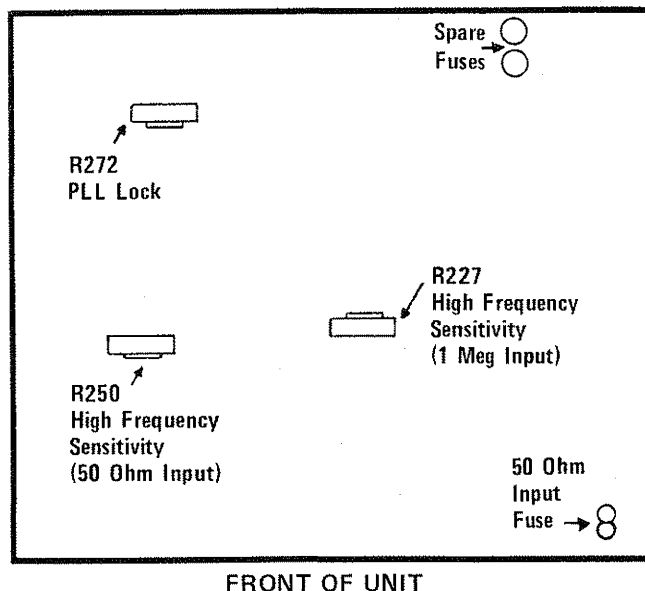 Spare
Fuses
R272
PLL Lock
R227
High Frequency
Sensitivity
(1 Meg Input)
R250
High Frequency
Sensitivity
(50 Ohm Input)
50 Ohm
Input
Fuse
FRONT OF UNIT